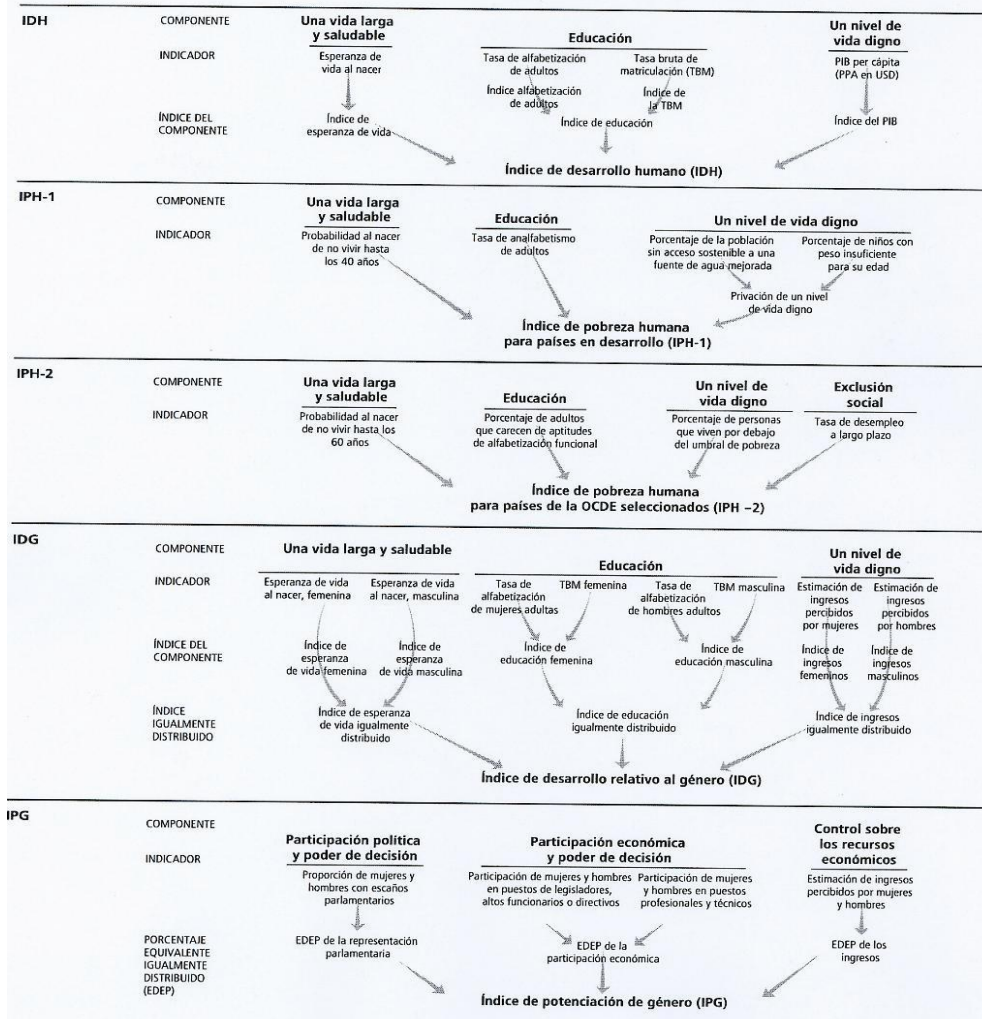 IDH
COMPONENTE
Una vida larga
y saludable
Educación
Un nivel de
vida digno
INDICADOR
Esperanza de
vida al nacer
Tasa de alfabetización
de adultos
Tasa bruta de
matriculación (TBM)
PIB per cápita
(PPA en USD)
Índice alfabetización
de adultos
Índice de
la TBM
ÍNDICE DEL
COMPONENTE
Índice de
esperanza de vida
Índice de educación
Índice del PIB
Índice de desarrollo humano (IDH)
IPH-1
COMPONENTE
Una vida larga
y saludable
Educación
Un nivel de vida digno
INDICADOR
Probabilidad al nacer
de no vivir hasta
los 40 años
Tasa de analfabetismo
de adultos
Porcentaje de la población
sin acceso sostenible a una
fuente de agua mejorada
Porcentaje de niños con
peso insuficiente
para su edad
Privación de un nivel
de vida digno
Índice de pobreza humana
para países en desarrollo (IPH-1)
IPH-2
COMPONENTE
Una vida larga
y saludable
Educación
Un nivel de
vida digno
Exclusión
social
INDICADOR
Probabilidad al nacer
de no vivir hasta los
60 años
Porcentaje de adultos
que carecen de aptitudes
de alfabetización funcional
Porcentaje de personas
que viven por debajo
del umbral de pobreza
Tasa de desempleo
a largo plazo
Índice de pobreza humana
para países de la OCDE seleccionados (IPH –2)
IDG
COMPONENTE
Una vida larga y saludable
Educación
Un nivel de
vida digno
INDICADOR
Esperanza de vida
al nacer, femenina
Esperanza de vida
al nacer, masculina
Tasa de
alfabetización
de mujeres adultas
TBM femenina
Tasa de
alfabetización
de hombres adultos
TBM masculina
Estimación de
ingresos
percibidos
por mujeres
Estimación de
ingresos
percibidos
por hombres
ÍNDICE DEL
COMPONENTE
Índice de
esperanza
de vida femenina
Índice de
esperanza
de vida masculina
Índice de
educación femenina
Índice de
educación masculina
Índice de
ingresos
femeninos
Índice de
ingresos
masculinos
ÍNDICE
IGUALMENTE
DISTRIBUIDO
Índice de esperanza
de vida igualmente
distribuido
Índice de educación
igualmente distribuido
Índice de ingresos
igualmente distribuido
Índice de desarrollo relativo al género (IDG)
IPG
COMPONENTE
Participación política
y poder de decisión
Participación económica
y poder de decisión
Control sobre
los recursos
económicos
INDICADOR
Proporción de mujeres y
hombres con escaños
parlamentarios
Participación de mujeres y hombres
en puestos de legisladores,
altos funcionarios o directivos
Participación de mujeres
y hombres en puestos
profesionales y técnicos
Estimación de ingresos
percibidos por mujeres
y hombres
PORCENTAJE
EQUIVALENTE
IGUALMENTE
DISTRIBUIDO
(EDEP)
EDEP de la representación
parlamentaria
EDEP de la
participación económica
EDEP de los
ingresos
Índice de potenciación de género (IPG)